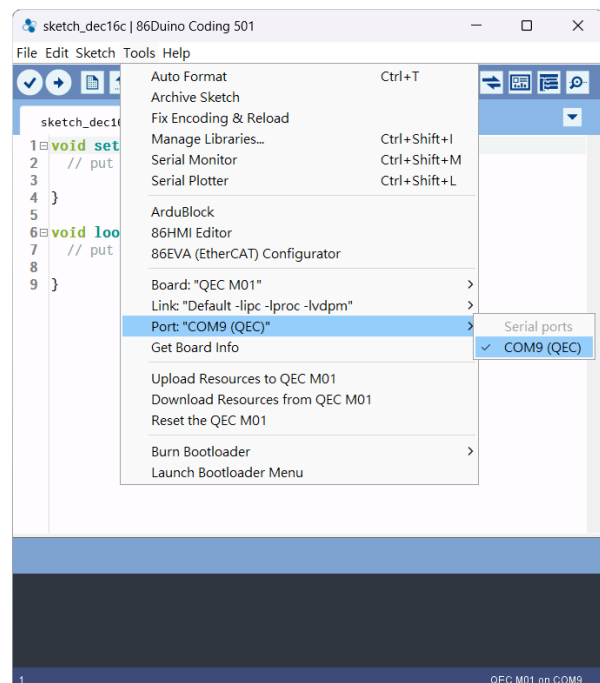 sketch_dec16c | 86Duino Coding 501
File Edit Sketch Tools Help
sketch_dec16
Auto Format Ctrl+T
Archive Sketch
Fix Encoding & Reload
Manage Libraries... Ctrl+Shift+I
Serial Monitor Ctrl+Shift+M
Serial Plotter Ctrl+Shift+L
ArduBlock
86HMI Editor
86EVA (EtherCAT) Configurator
Board: "QEC M01"
Link: "Default -lipc -lproc -lvdpm"
Port: "COM9 (QEC)"
Get Board Info
Upload Resources to QEC M01
Download Resources from QEC M01
Reset the QEC M01
Burn Bootloader
Launch Bootloader Menu
Serial ports
COM9 (QEC)
1 void set
2 // put
3
4 }
5
6 void loo
7 // put
8
9 }
1 QEC M01 on COM9